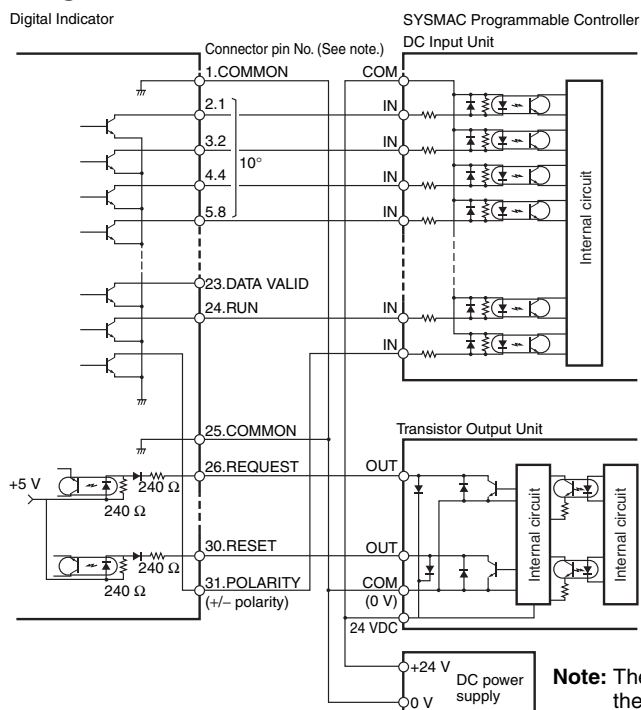 Digital Indicator
SYSMAC Programmable Controller
DC Input Unit
Connector pin No. (See note.)
1.COMMON
COM
2.1
IN
3.2
IN
10°
4.4
IN
5.8
IN
Internal circuit
23.DATA VALID
24.RUN
IN
IN
25.COMMON
Transistor Output Unit
26.REQUEST
OUT
+5 V
240 Ω
240 Ω
30.RESET
OUT
240 Ω
240 Ω
31.POLARITY
(+/− polarity)
COM
(0 V)
24 VDC
Internal circuit
Internal circuit
+24 V
DC power
supply
0 V
Note: The
the